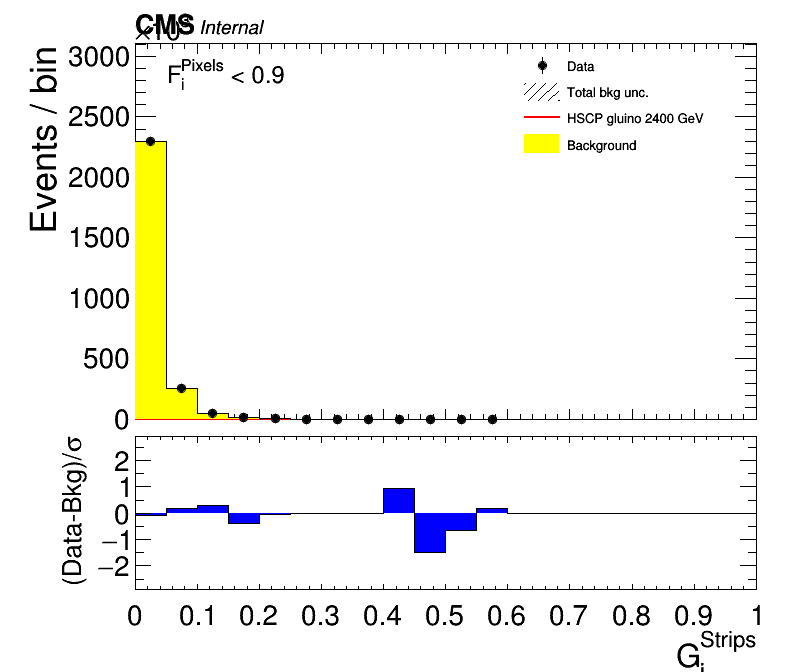 CMS Internal
×10³
3000
2500
2000
1500
1000
500
0
Events / bin
F_i^Pixels < 0.9
Data
Total bkg unc.
HSCP gluino 2400 GeV
Background
2
1
0
−1
−2
(Data-Bkg)/σ
0 0.1 0.2 0.3 0.4 0.5 0.6 0.7 0.8 0.9 1
G_i^Strips